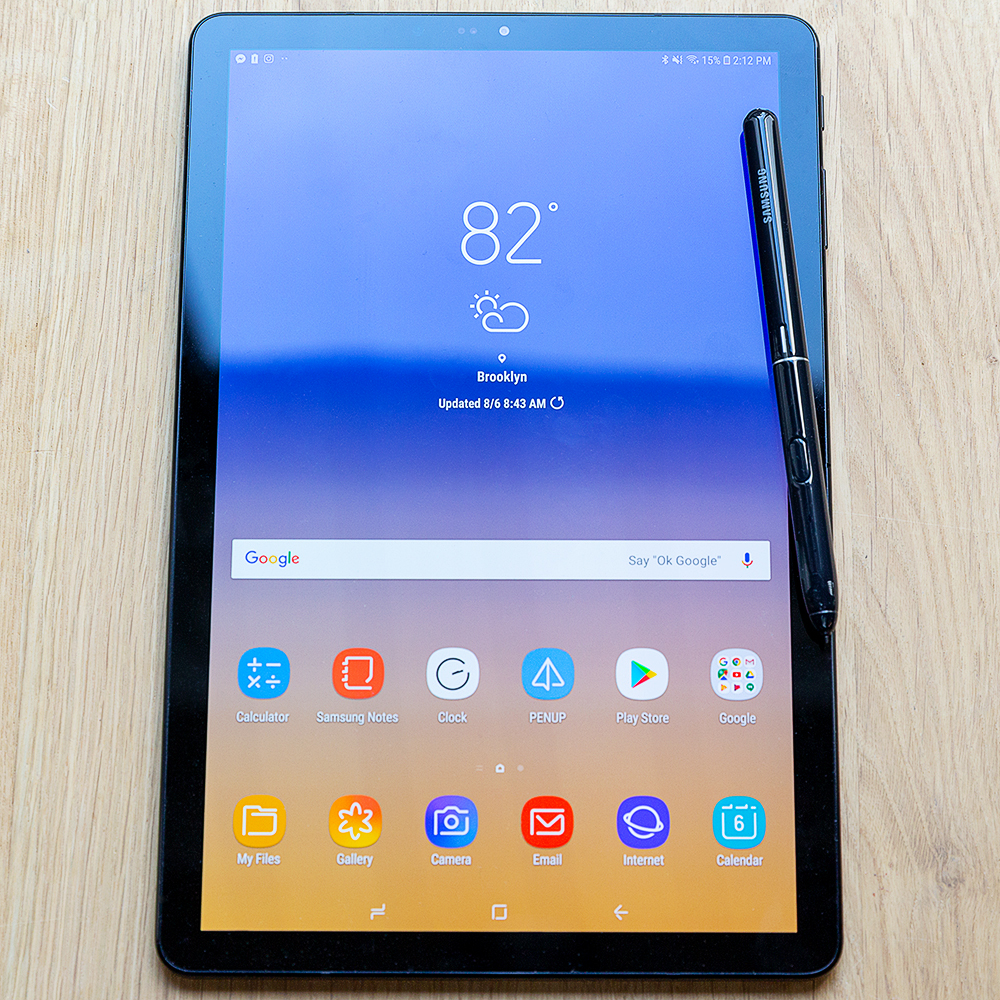 15% 2:12 PM
SAMSUNG
82°
Brooklyn
Updated 8/6 8:43 AM
Google Say "Ok Google"
Calculator Samsung Notes Clock PENUP Play Store Google
6
My Files Gallery Camera Email Internet Calendar